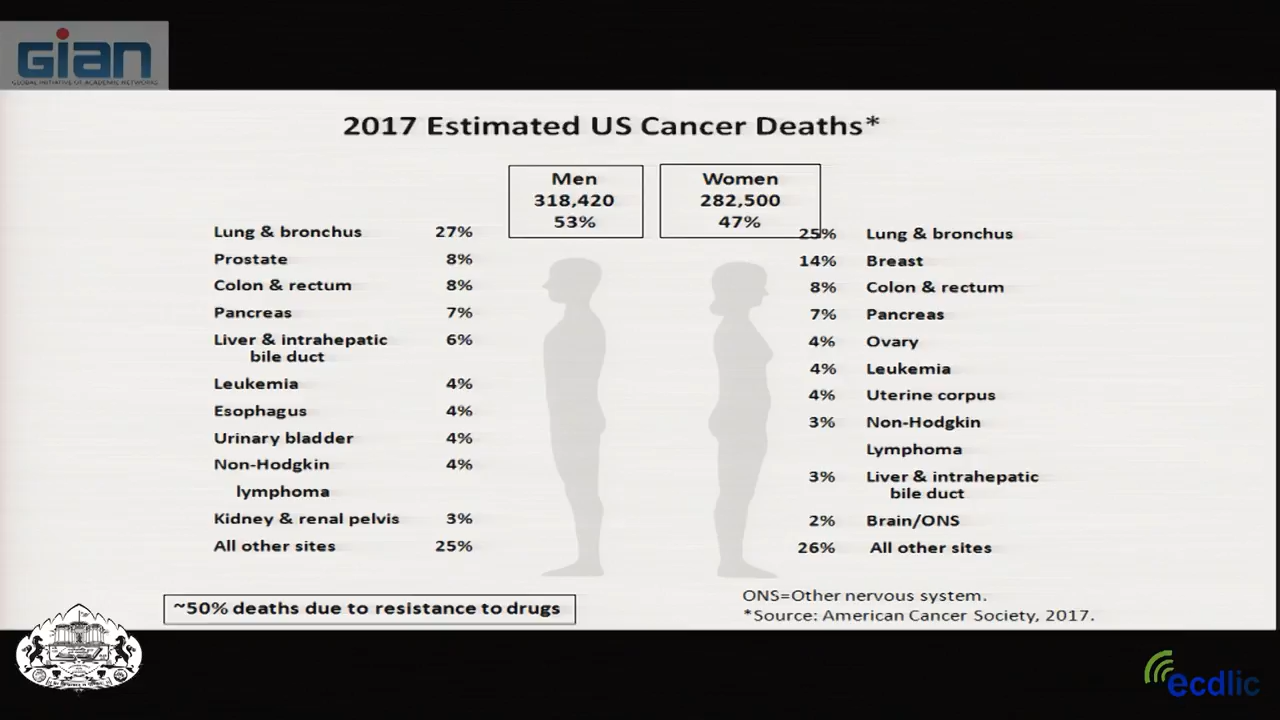 GIAN
GLOBAL INITIATIVE OF ACADEMIC NETWORKS
2017 Estimated US Cancer Deaths*
Men
318,420
53%
Women
282,500
47%
Lung & bronchus 27%
Prostate 8%
Colon & rectum 8%
Pancreas 7%
Liver & intrahepatic 6%
bile duct
Leukemia 4%
Esophagus 4%
Urinary bladder 4%
Non-Hodgkin 4%
lymphoma
Kidney & renal pelvis 3%
All other sites 25%
25% Lung & bronchus
14% Breast
8% Colon & rectum
7% Pancreas
4% Ovary
4% Leukemia
4% Uterine corpus
3% Non-Hodgkin
Lymphoma
3% Liver & intrahepatic
bile duct
2% Brain/ONS
26% All other sites
~50% deaths due to resistance to drugs
ONS=Other nervous system.
*Source: American Cancer Society, 2017.
ecdlic